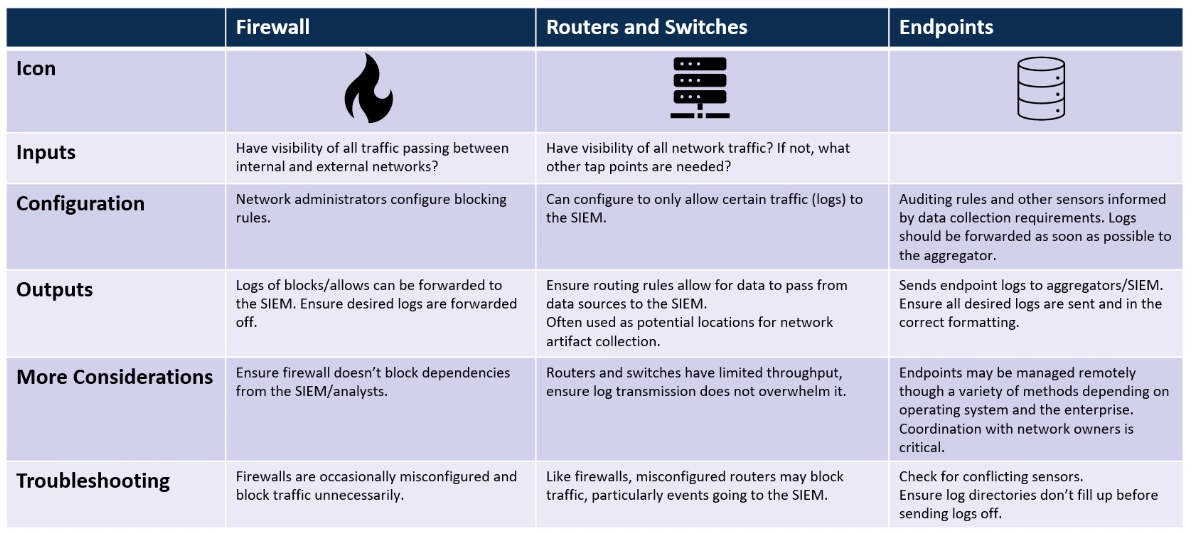 Firewall
Routers and Switches
Endpoints
Icon
Inputs
Have visibility of all traffic passing between
internal and external networks?
Have visibility of all network traffic? If not, what
other tap points are needed?
Configuration
Network administrators configure blocking
rules.
Can configure to only allow certain traffic (logs) to
the SIEM.
Auditing rules and other sensors informed
by data collection requirements. Logs
should be forwarded as soon as possible to
the aggregator.
Outputs
Logs of blocks/allows can be forwarded to
the SIEM. Ensure desired logs are forwarded
off.
Ensure routing rules allow for data to pass from
data sources to the SIEM.
Often used as potential locations for network
artifact collection.
Sends endpoint logs to aggregators/SIEM.
Ensure all desired logs are sent and in the
correct formatting.
More Considerations
Ensure firewall doesn't block dependencies
from the SIEM/analysts.
Routers and switches have limited throughput,
ensure log transmission does not overwhelm it.
Endpoints may be managed remotely
though a variety of methods depending on
operating system and the enterprise.
Coordination with network owners is
critical.
Troubleshooting
Firewalls are occasionally misconfigured and
block traffic unnecessarily.
Like firewalls, misconfigured routers may block
traffic, particularly events going to the SIEM.
Check for conflicting sensors.
Ensure log directories don't fill up before
sending logs off.